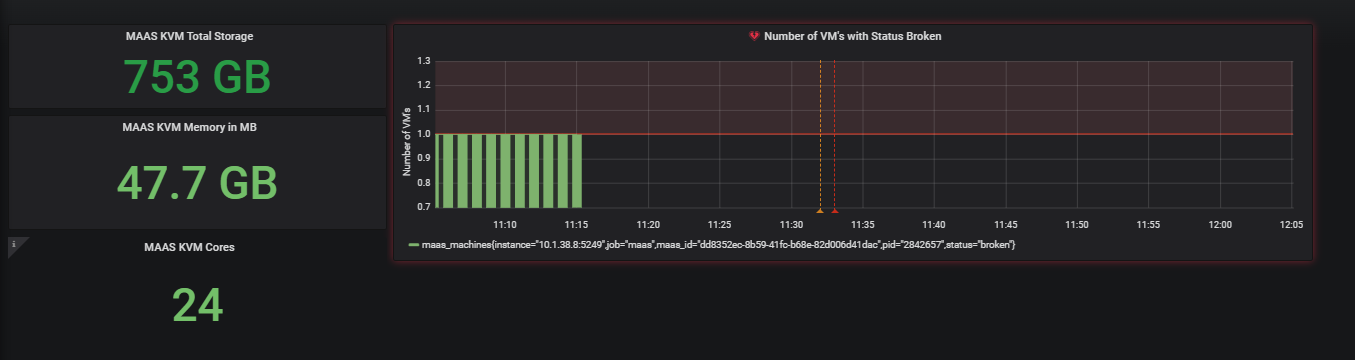 MAAS KVM Total Storage
753 GB
MAAS KVM Memory in MB
47.7 GB
i
MAAS KVM Cores
24
Number of VM's with Status Broken
Number of VM's
1.3
1.2
1.1
1.0
0.9
0.8
0.7
11:10 11:15 11:20 11:25 11:30 11:35 11:40 11:45 11:50 11:55 12:00 12:05
maas_machines{instance="10.1.38.8:5249",job="maas",maas_id="dd8352ec-8b59-41fc-b68e-82d006d41dac",pid="2842657",status="broken"}